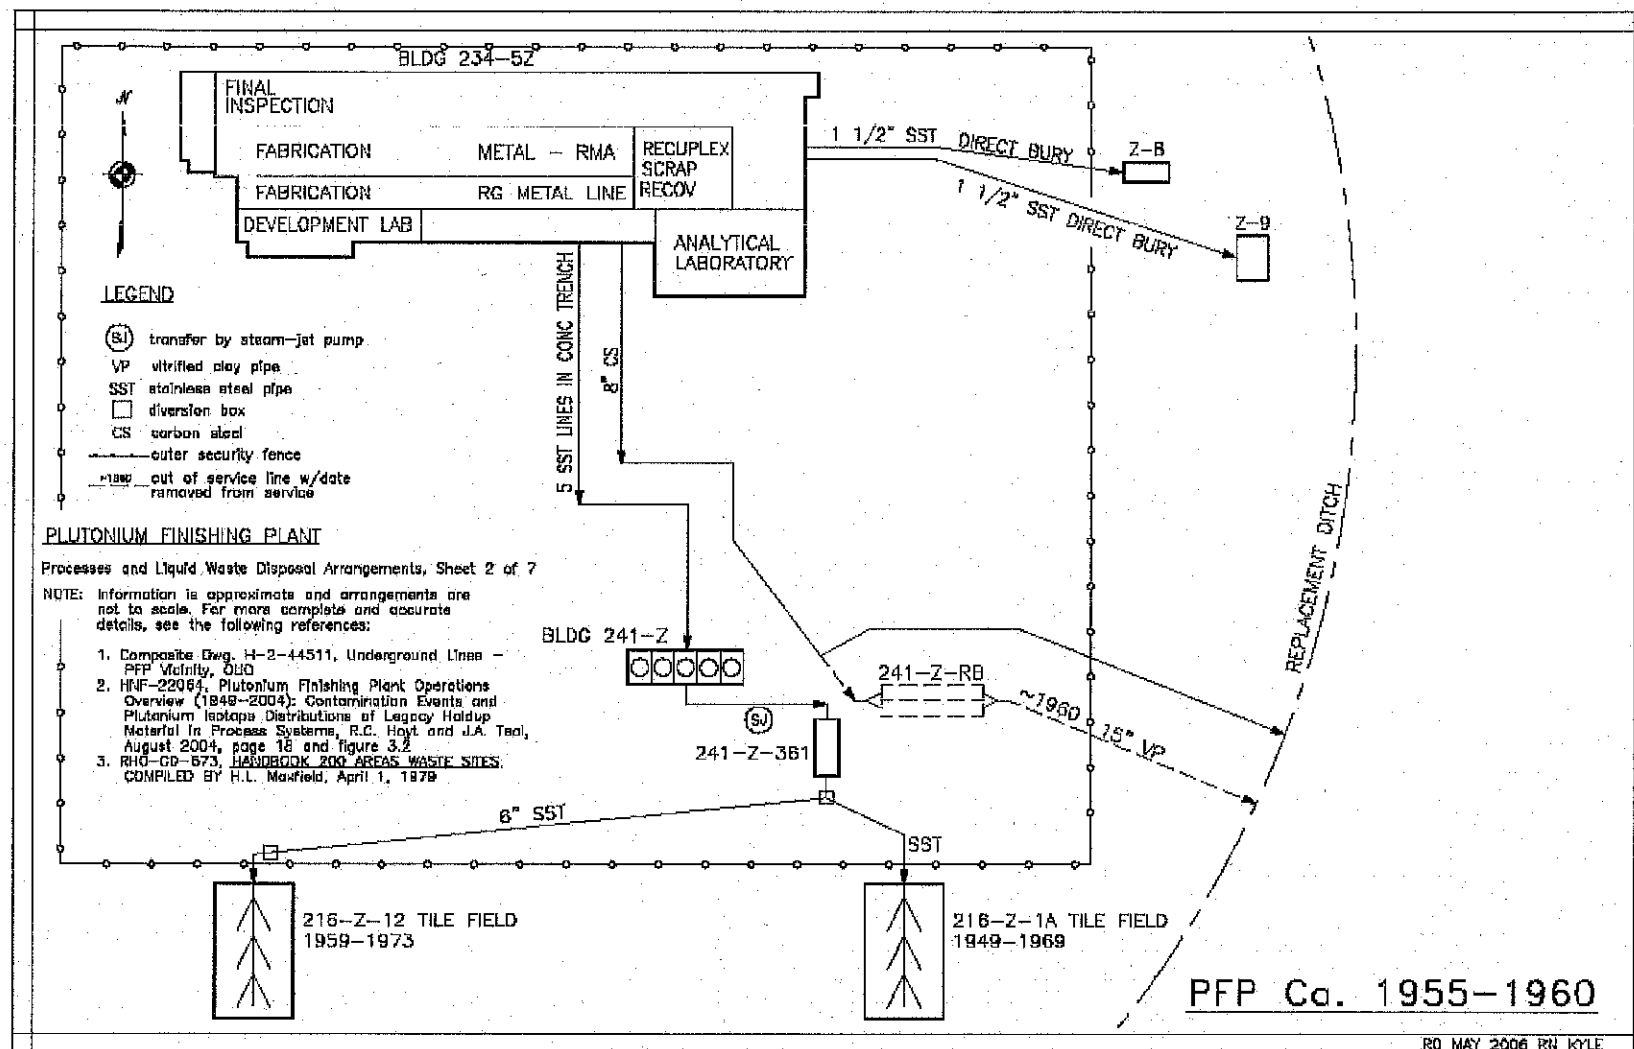 BLDG 234-5Z
N
FINAL
INSPECTION
FABRICATION
METAL - RMA
RECUPLEX
SCRAP
RECOV
FABRICATION
RG METAL LINE
DEVELOPMENT LAB
ANALYTICAL
LABORATORY
1 1/2" SST DIRECT BURY
Z-8
1 1/2" SST DIRECT BURY
Z-9
5 SST LINES IN CONC TRENCH
8" CS
LEGEND
SJ transfer by steam-jet pump
VP vitrified clay pipe
SST stainless steel pipe
diversion box
CS carbon steel
outer security fence
~1960 out of service line w/date
removed from service
PLUTONIUM FINISHING PLANT
Processes and Liquid Waste Disposal Arrangements, Sheet 2 of 7
NOTE: Information is approximate and arrangements are
not to scale. For more complete and accurate
details, see the following references:
1. Composite Dwg. H-2-44511, Underground Lines -
PFP Vicinity, OUO
2. HNF-22064, Plutonium Finishing Plant Operations
Overview (1949-2004): Contamination Events and
Plutonium Isotope Distributions of Legacy Holdup
Material in Process Systems, R.C. Hoyt and J.A. Teal,
August 2004, page 18 and figure 3.2
3. RHO-CD-673, HANDBOOK 200 AREAS WASTE SITES
COMPILED BY H.L. Maxfield, April 1, 1979
BLDG 241-Z
SJ
241-Z-361
241-Z-RB
~1960 15" VP
REPLACEMENT DITCH
6" SST
SST
216-Z-12 TILE FIELD
1959-1973
216-Z-1A TILE FIELD
1949-1969
PFP Ca. 1955-1960
R0 MAY 2006 RN KYLE